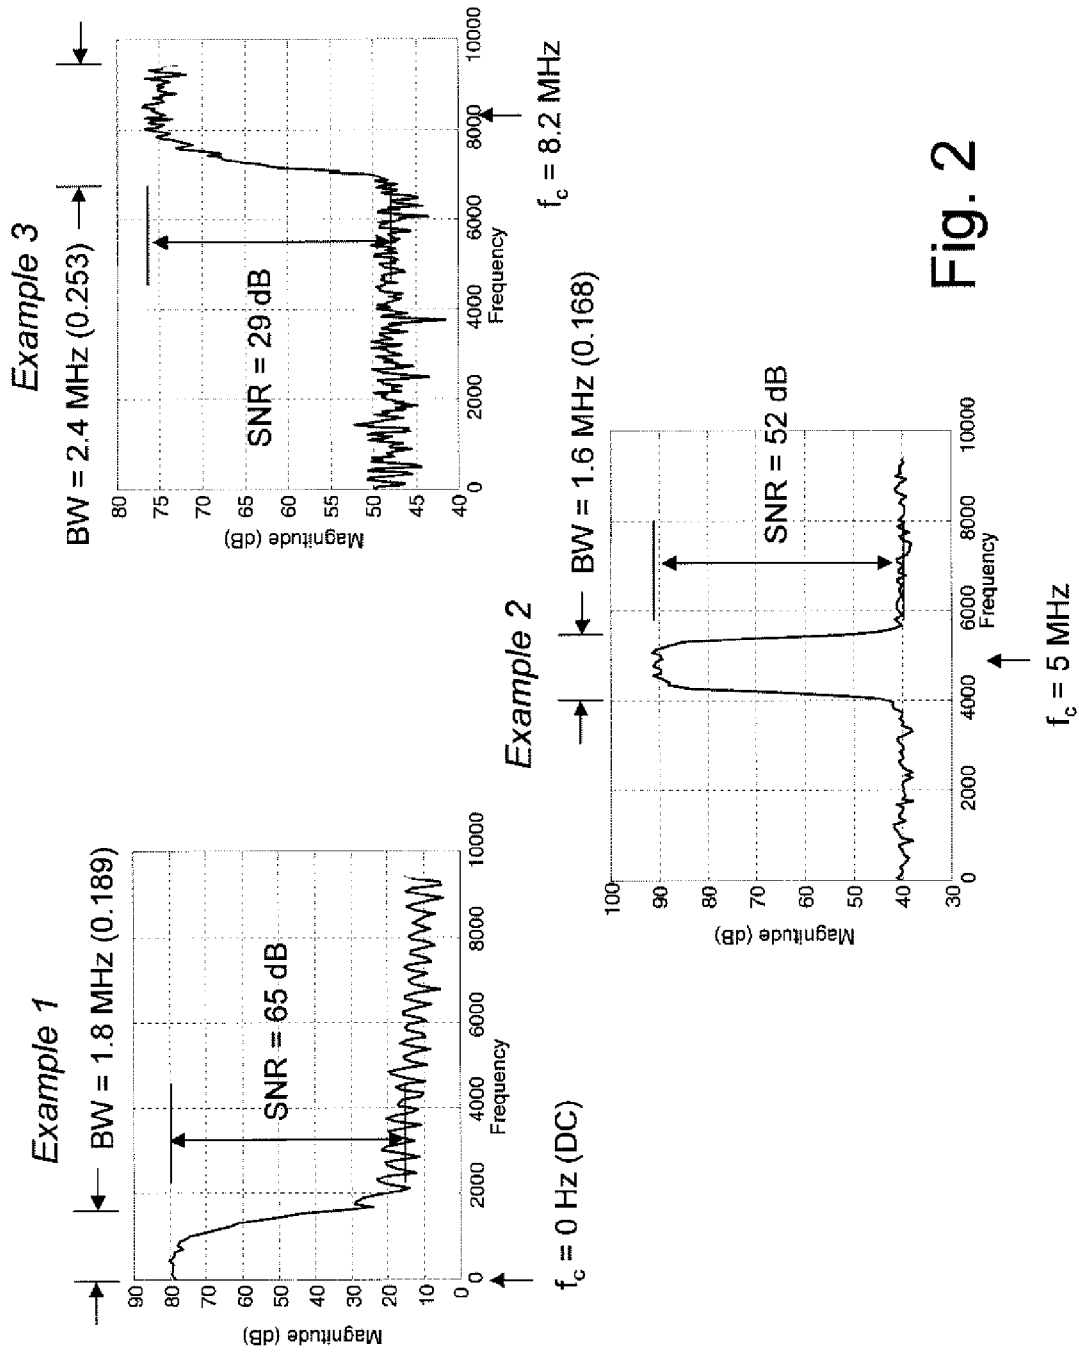 Example 1
BW = 1.8 MHz (0.189)
90
80
70
60
50
40
30
20
10
0
Magnitude (dB)
SNR = 65 dB
0
2000
4000
6000
8000
10000
Frequency
f_c = 0 Hz (DC)
Example 2
BW = 1.6 MHz (0.168)
100
90
80
70
60
50
40
30
Magnitude (dB)
SNR = 52 dB
0
2000
4000
6000
8000
10000
Frequency
f_c = 5 MHz
Example 3
BW = 2.4 MHz (0.253)
80
75
70
65
60
55
50
45
40
Magnitude (dB)
SNR = 29 dB
0
2000
4000
6000
8000
10000
Frequency
f_c = 8.2 MHz
Fig. 2